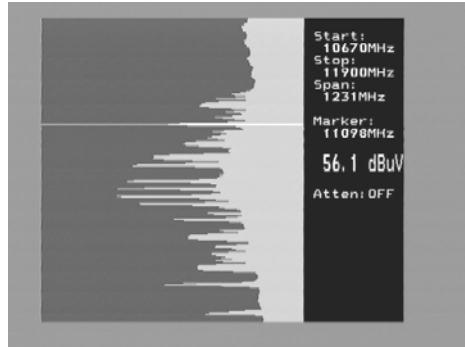 Start:
10670MHz
Stop:
11900MHz
Span:
1231MHz
Marker:
11098MHz
56.1 dBuV
Atten:OFF